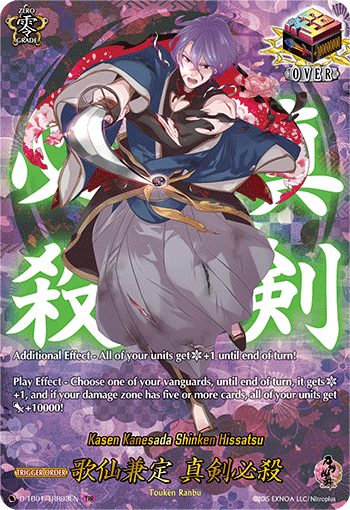 ZERO
零
GRADE
OVER
真剣
必殺
Additional Effect - All of your units get +1 until end of turn!
Play Effect - Choose one of your vanguards, until end of turn, it gets
+1, and if your damage zone has five or more cards, all of your units get
+10000!
Kasen Kanesada Shinken Hissatsu
TRIGGER ORDER
歌仙兼定 真剣必殺
Touken Ranbu
©2015 EXNOA LLC/ Nitroplus